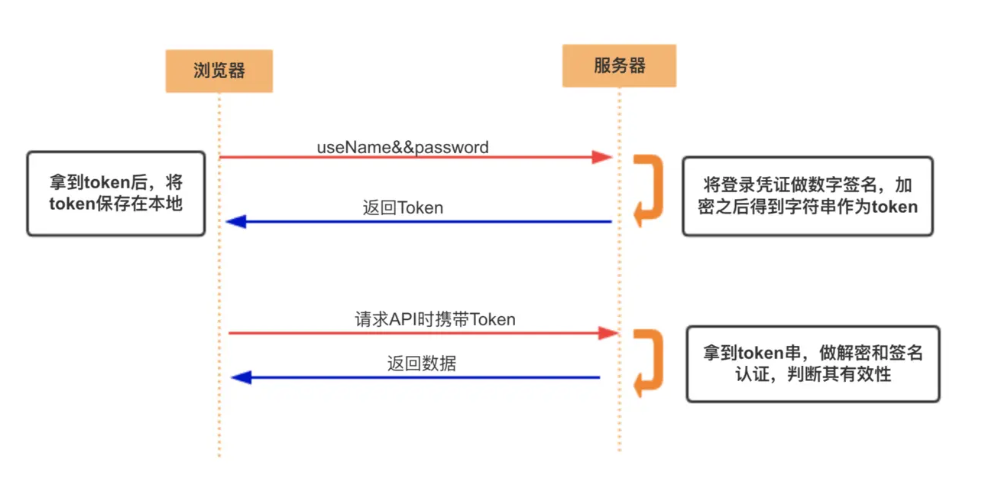 浏览器
服务器
useName&&password
拿到token后，将
token保存在本地
将登录凭证做数字签名，加
密之后得到字符串作为token
返回Token
请求API时携带Token
拿到token串，做解密和签名
认证，判断其有效性
返回数据